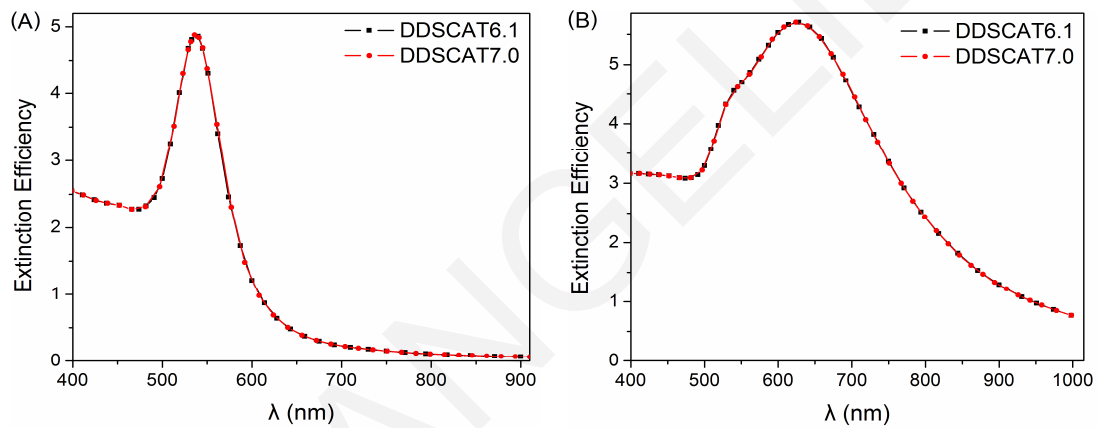 (A)
DDSCAT6.1
DDSCAT7.0
5
4
3
2
1
0
Extinction Efficiency
400 500 600 700 800 900
λ (nm)
(B)
DDSCAT6.1
DDSCAT7.0
5
4
3
2
1
0
Extinction Efficiency
400 500 600 700 800 900 1000
λ (nm)